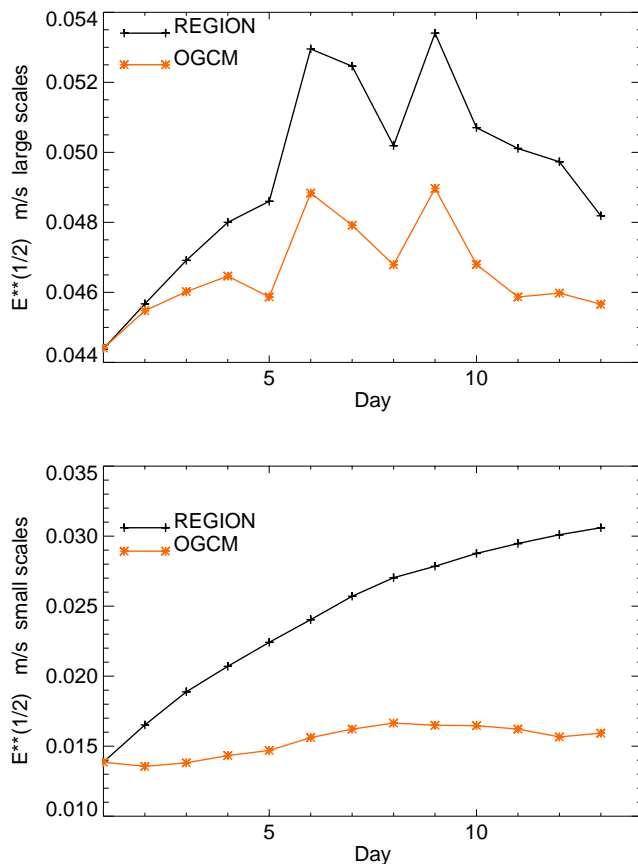 0.054
REGION
OGCM
0.052
0.050
0.048
0.046
0.044
E**(1/2) m/s large scales
5
10
Day
0.035
REGION
OGCM
0.030
0.025
0.020
0.015
0.010
E**(1/2) m/s small scales
5
10
Day